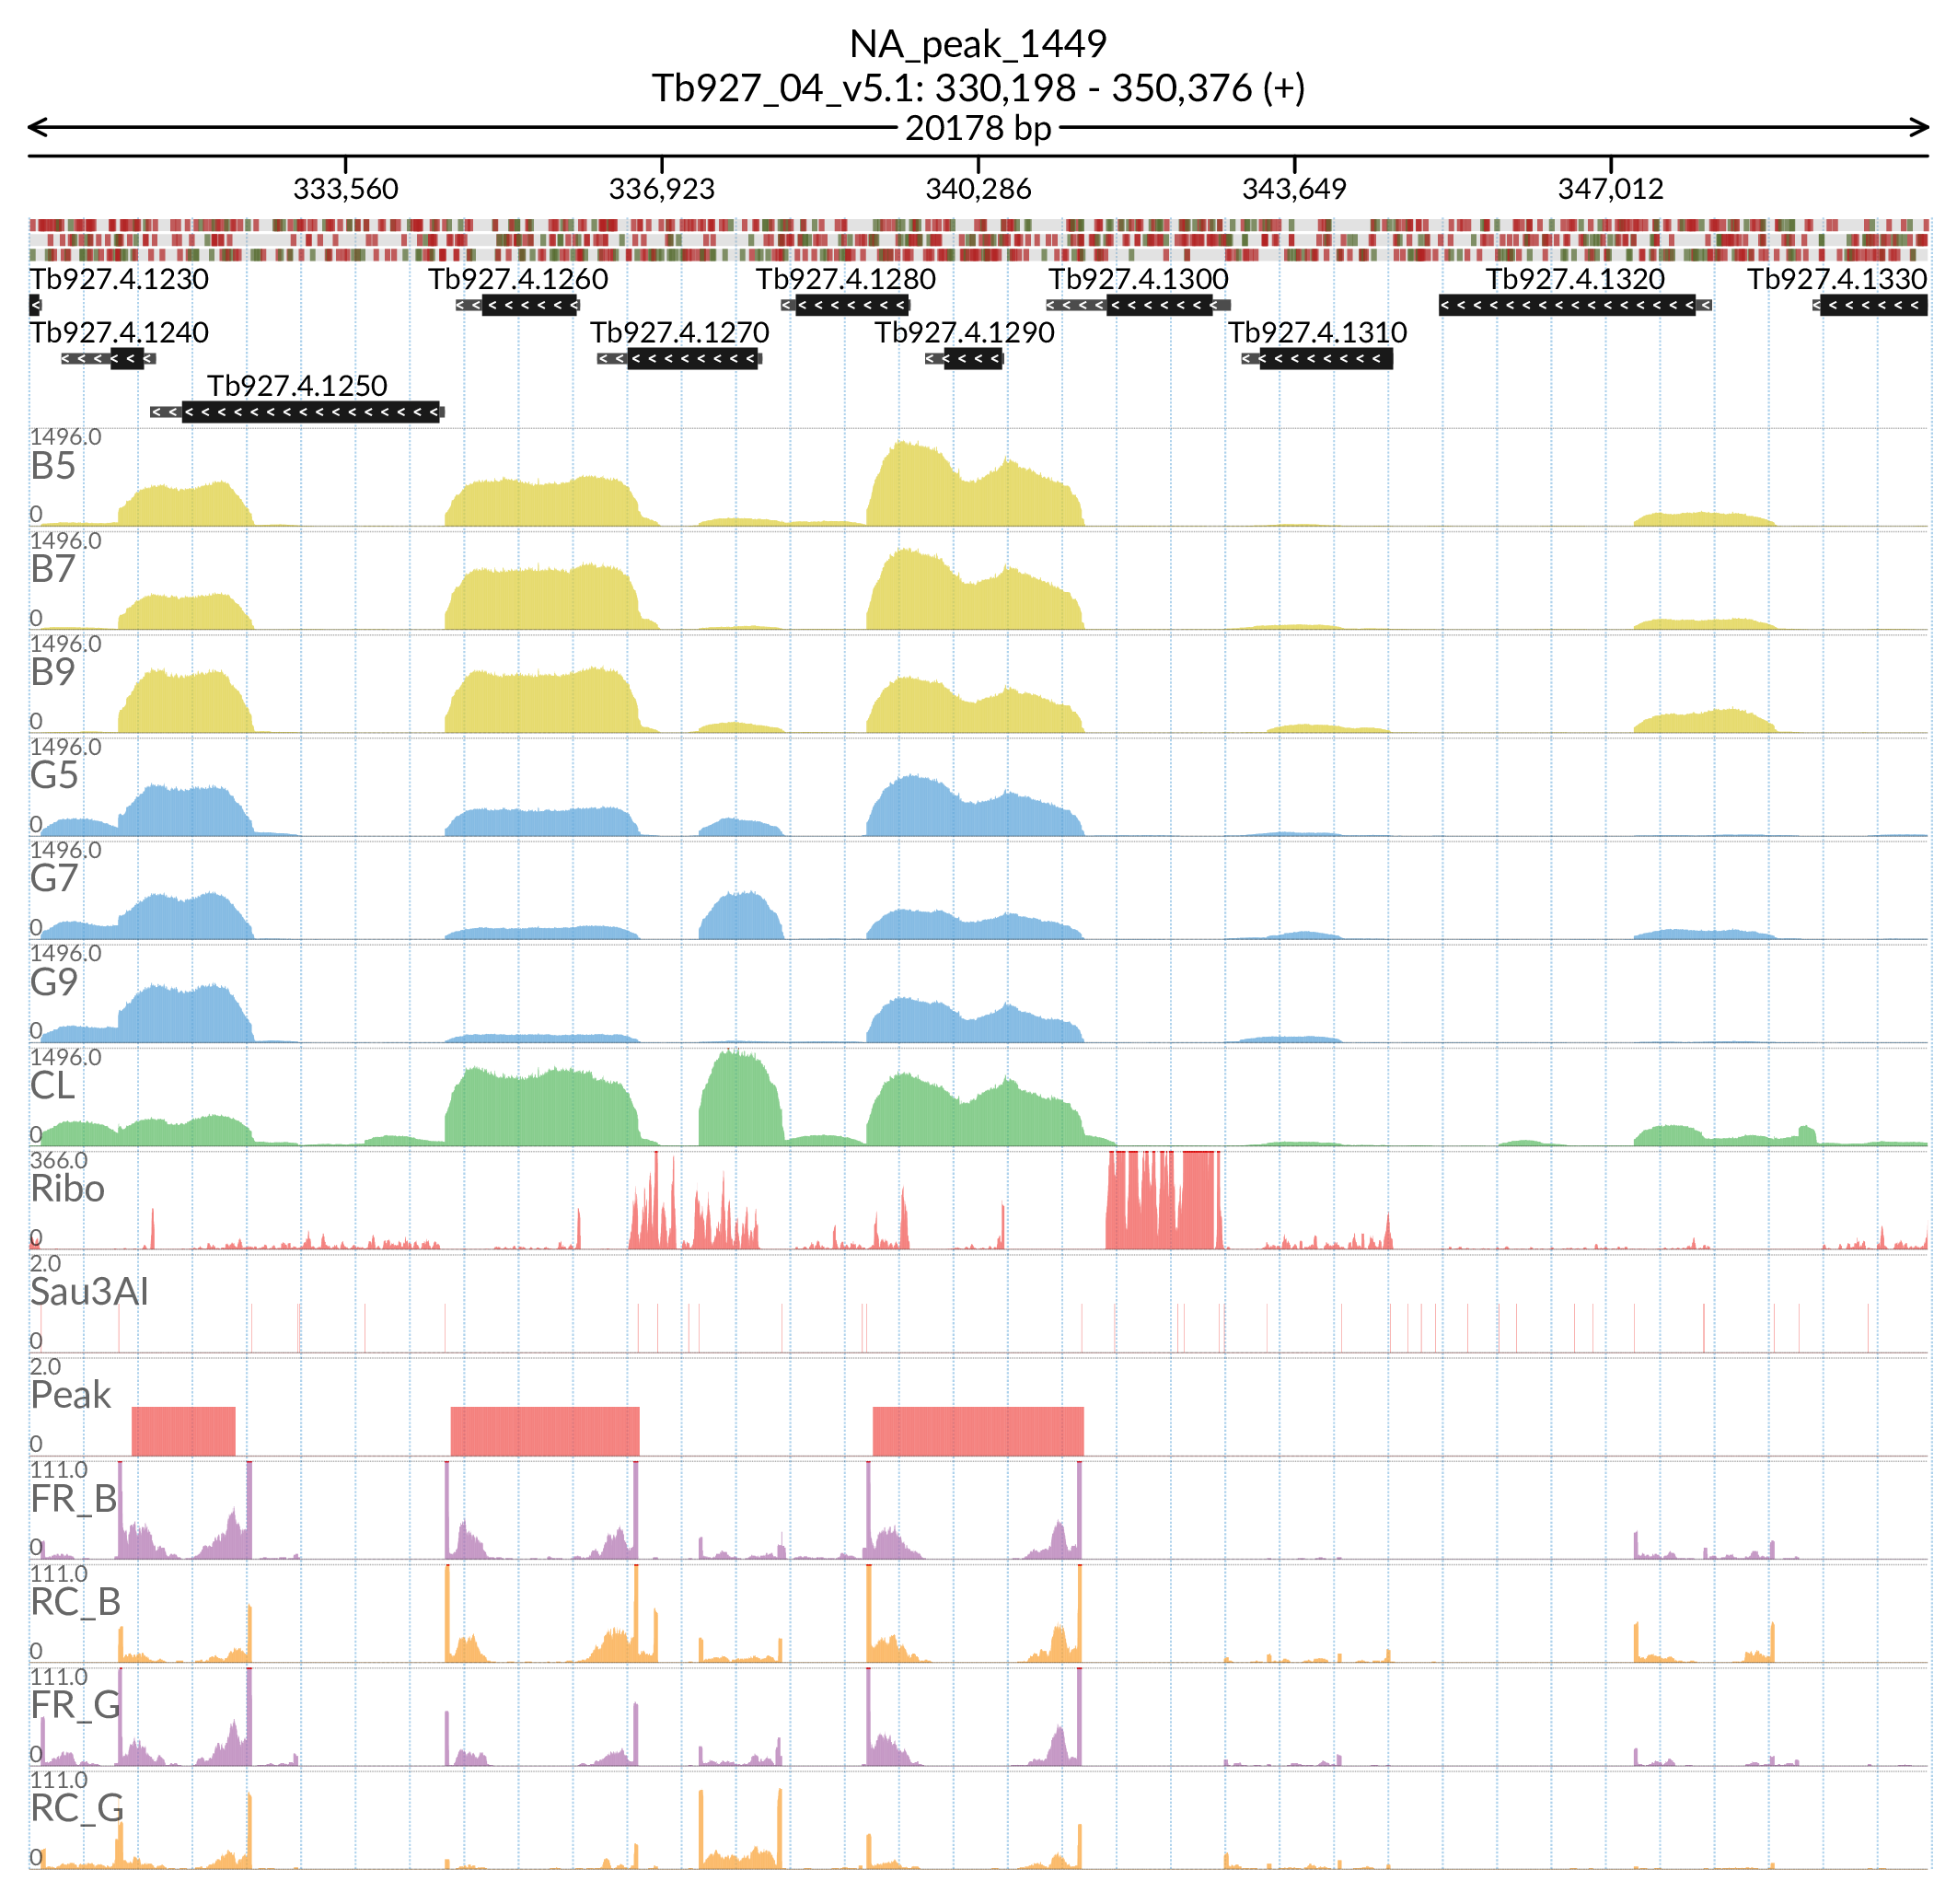 NA_peak_1449
Tb927_04_v5.1: 330,198 - 350,376 (+)
20178 bp
333,560 336,923 340,286 343,649 347,012
Tb927.4.1230 Tb927.4.1260 Tb927.4.1280 Tb927.4.1300 Tb927.4.1320 Tb927.4.1330
Tb927.4.1240 Tb927.4.1270 Tb927.4.1290 Tb927.4.1310
Tb927.4.1250
1496.0
B5
0
1496.0
B7
0
1496.0
B9
0
1496.0
G5
0
1496.0
G7
0
1496.0
G9
0
1496.0
CL
0
366.0
Ribo
0
2.0
Sau3AI
0
2.0
Peak
0
111.0
FR_B
0
111.0
RC_B
0
111.0
FR_G
0
111.0
RC_G
0